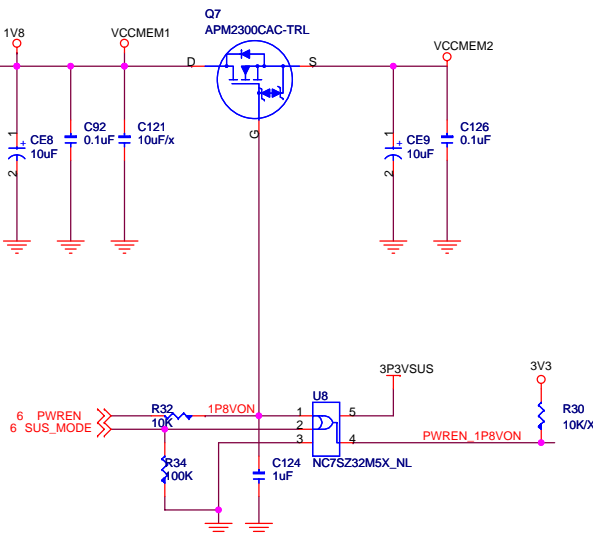 Q7
APM2300CAC-TRL
1V8
VCCMEM1
VCCMEM2
D
S
G
1
CE8
10uF
2
C92
0.1uF
C121
10uF/x
1
CE9
10uF
2
C126
0.1uF
3P3VSUS
3V3
U8
6 PWREN
6 SUS_MODE
R32
10K
1P8VON
1
2
3
5
4
PWREN_1P8VON
R30
10K/X
NC7SZ32M5X_NL
R34
100K
C124
1uF